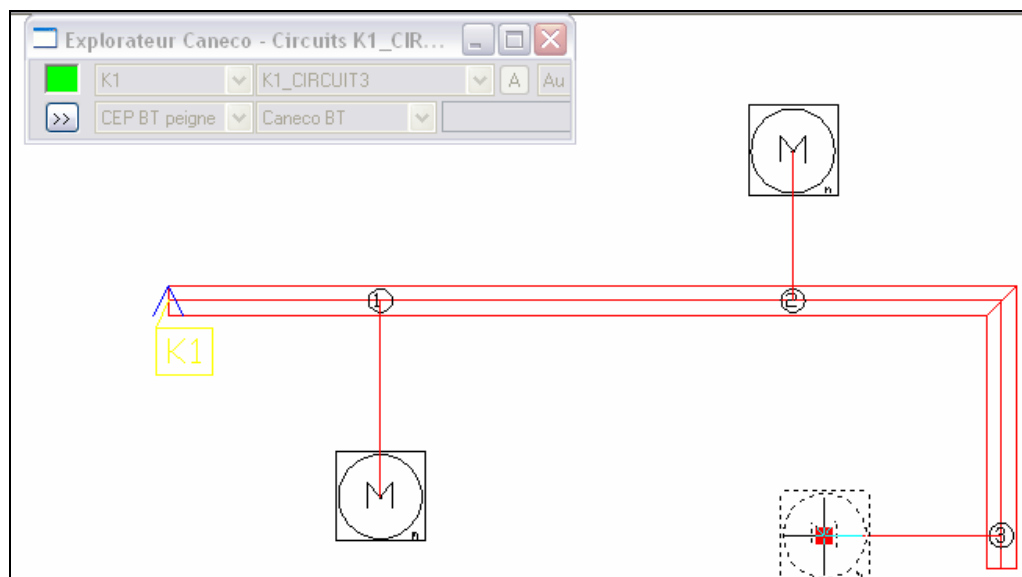 Explorateur Caneco - Circuits K1_CIR...
K1 K1_CIRCUIT3 A Au
>> CEP BT peigne Caneco BT
M
n
1 2
K1
M
n
3